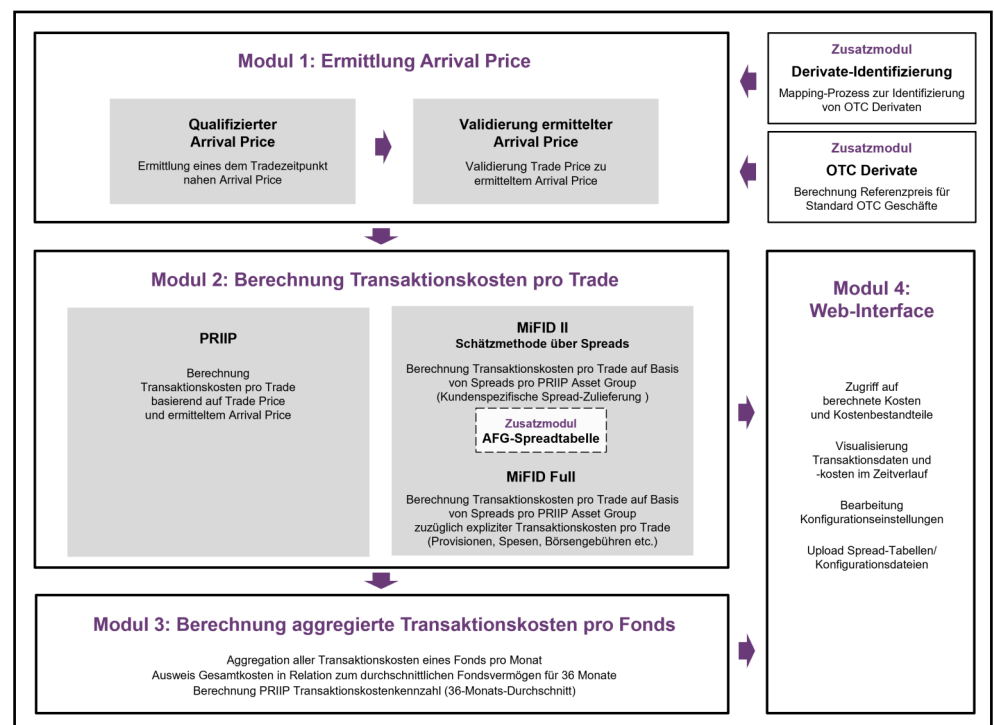 Modul 1: Ermittlung Arrival Price
Qualifizierter
Arrival Price
Ermittlung eines dem Tradezeitpunkt
nahen Arrival Price
Validierung ermittelter
Arrival Price
Validierung Trade Price zu
ermitteltem Arrival Price
Zusatzmodul
Derivate-Identifizierung
Mapping-Prozess zur Identifizierung
von OTC Derivaten
Zusatzmodul
OTC Derivate
Berechnung Referenzpreis für
Standard OTC Geschäfte
Modul 2: Berechnung Transaktionskosten pro Trade
PRIIP
Berechnung
Transaktionskosten pro Trade
basierend auf Trade Price
und ermitteltem Arrival Price
MiFID II
Schätzmethode über Spreads
Berechnung Transaktionskosten pro Trade auf Basis
von Spreads pro PRIIP Asset Group
(Kundenspezifische Spread-Zulieferung )
Zusatzmodul
AFG-Spreadtabelle
MiFID Full
Berechnung Transaktionskosten pro Trade auf Basis
von Spreads pro PRIIP Asset Group
zuzüglich expliziter Transaktionskosten pro Trade
(Provisionen, Spesen, Börsengebühren etc.)
Modul 4:
Web-Interface
Zugriff auf
berechnete Kosten
und Kostenbestandteile
Visualisierung
Transaktionsdaten und
-kosten im Zeitverlauf
Bearbeitung
Konfigurationseinstellungen
Upload Spread-Tabellen/
Konfigurationsdateien
Modul 3: Berechnung aggregierte Transaktionskosten pro Fonds
Aggregation aller Transaktionskosten eines Fonds pro Monat
Ausweis Gesamtkosten in Relation zum durchschnittlichen Fondsvermögen für 36 Monate
Berechnung PRIIP Transaktionskostenkennzahl (36-Monats-Durchschnitt)